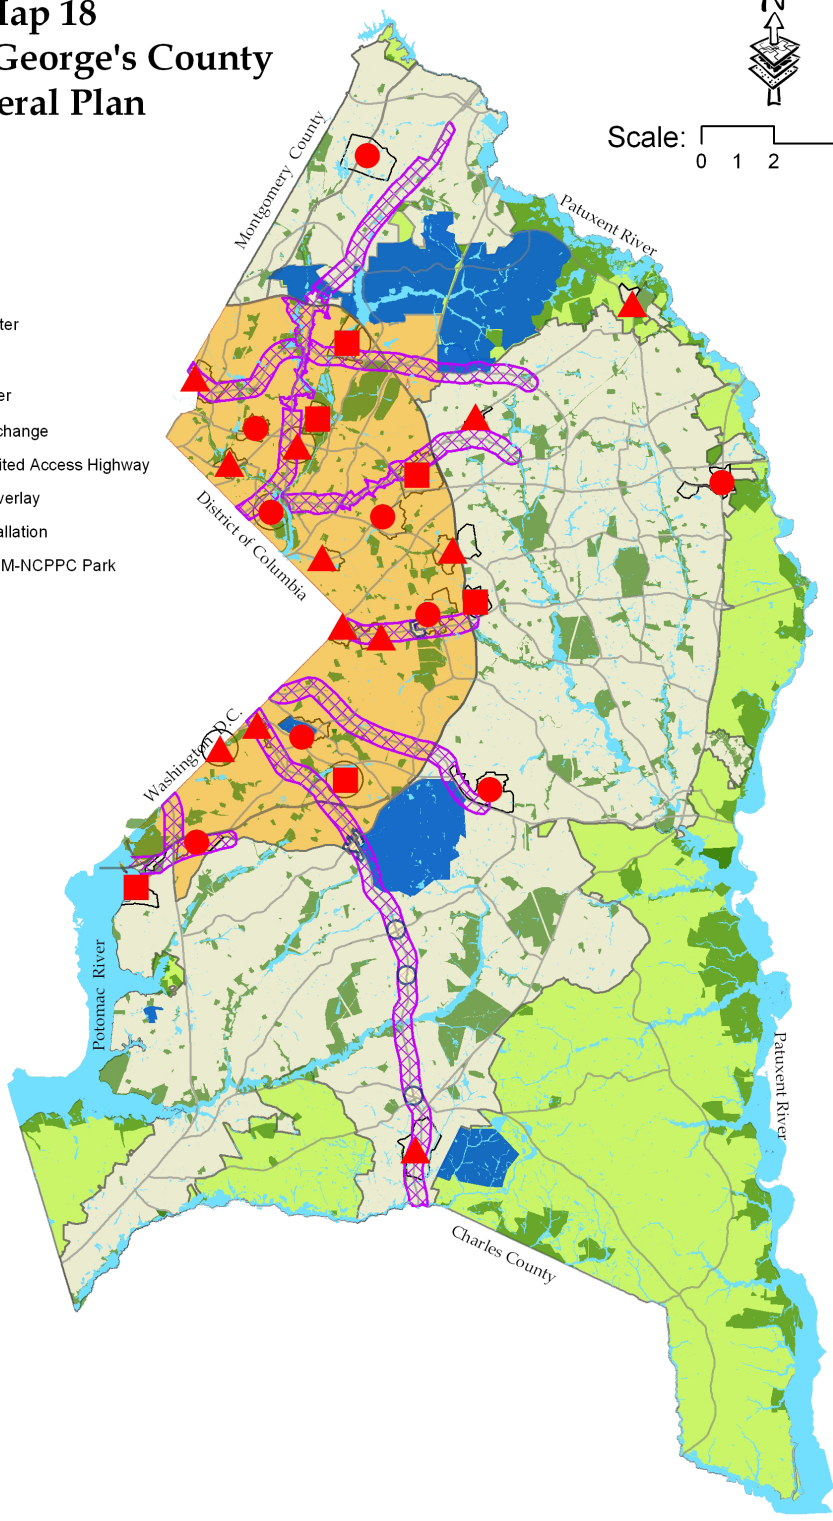 Map 18
George's County
eral Plan
N
Scale:
0 1 2
Montgomery County
Patuxent River
ter
er
change
ited Access Highway
verlay
allation
M-NCPPC Park
District of Columbia
Washington D.C.
Potomac River
Patuxent River
Charles County